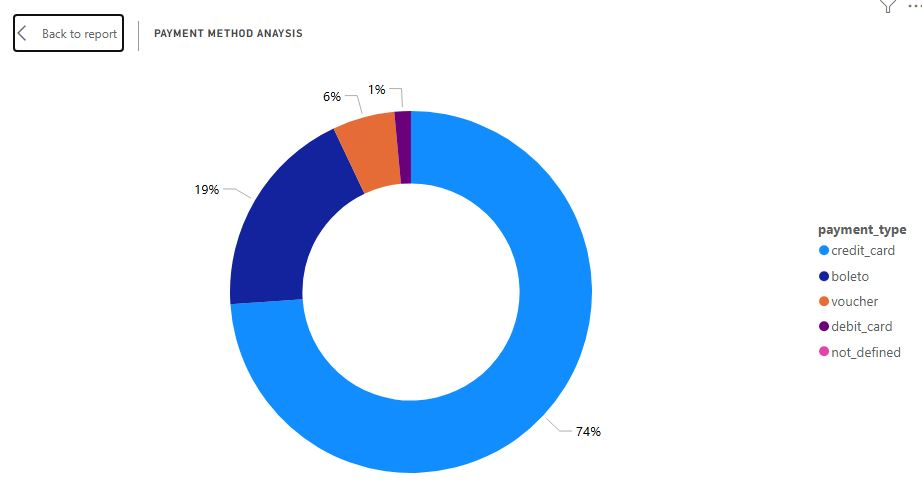 Back to report
PAYMENT METHOD ANAYSIS
6%
1%
19%
74%
payment_type
credit_card
boleto
voucher
debit_card
not_defined